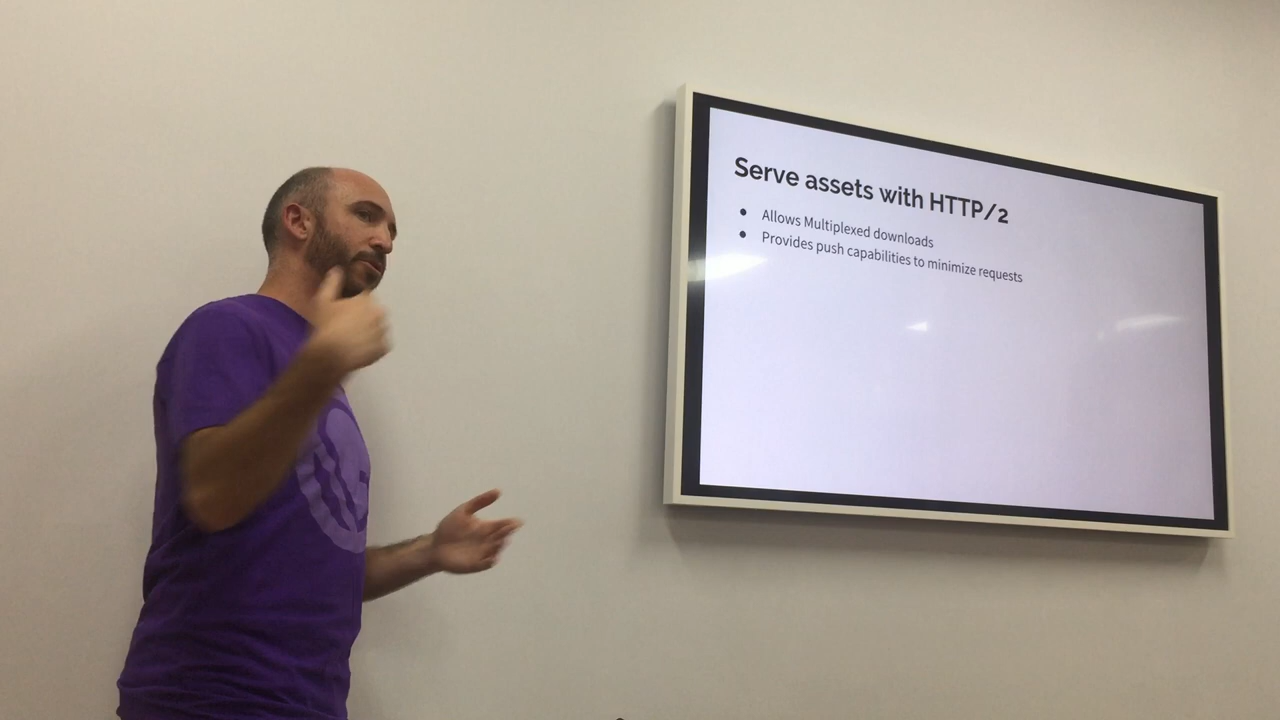 Serve assets with HTTP/2
● Allows Multiplexed downloads
● Provides push capabilities to minimize requests